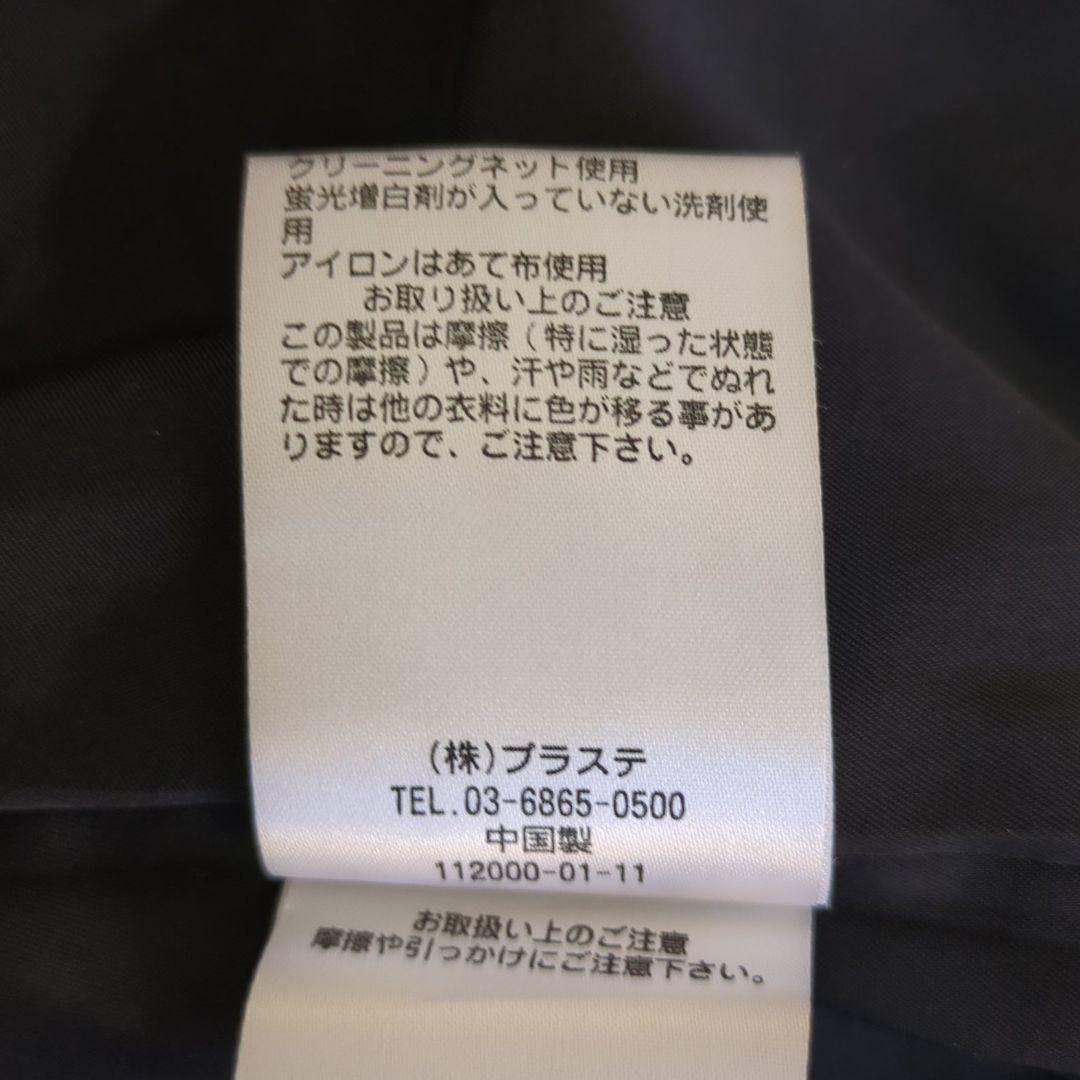 クリーニングネット使用
蛍光増白剤が入っていない洗剤使
用
アイロンはあて布使用
お取り扱い上のご注意
この製品は摩擦(特に湿った状態
での摩擦)や、汗や雨などでぬれ
た時は他の衣料に色が移る事があ
りますので、ご注意下さい。
(株)プラステ
TEL.03-6865-0500
中国製
112000-01-11
お取扱い上のご注意
摩擦や引っかけにご注意下さい。